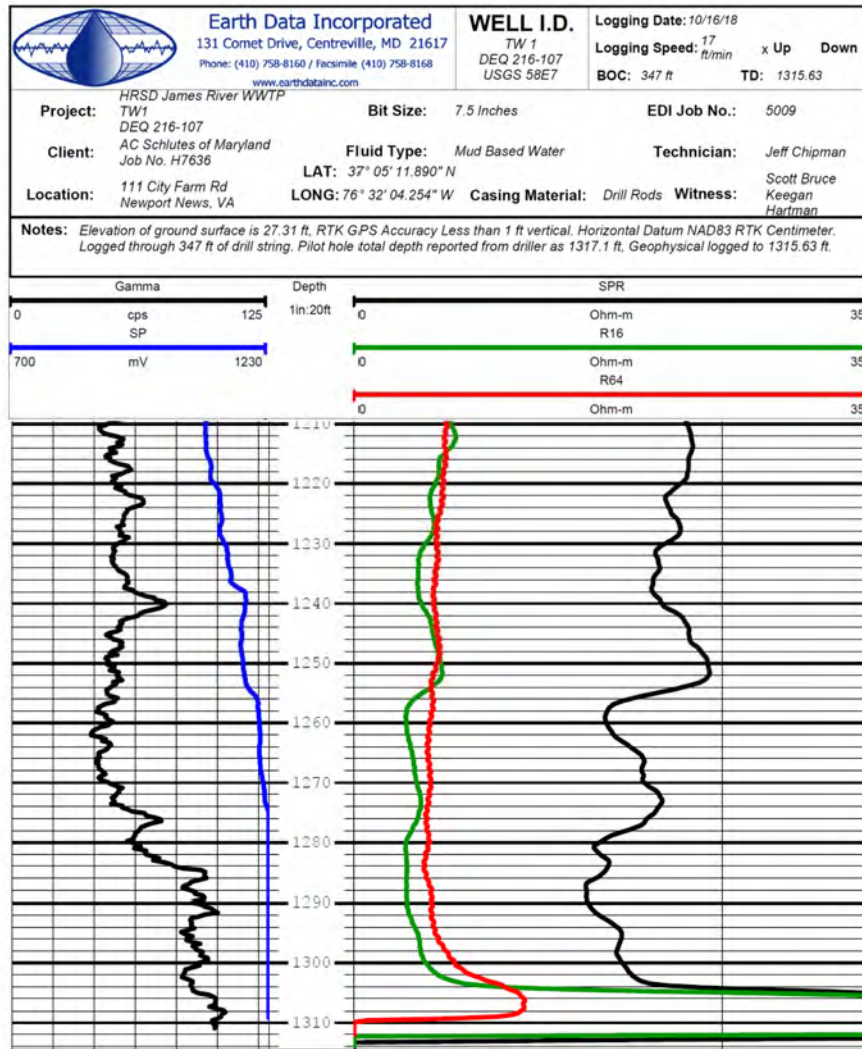 Earth Data Incorporated
131 Comet Drive, Centreville, MD 21617
Phone: (410) 758-8160 / Facsimile (410) 758-8168
www.earthdatainc.com
WELL I.D.
TW 1
DEQ 216-107
USGS 58E7
Logging Date: 10/16/18
Logging Speed: 17 ft/min x Up Down
BOC: 347 ft TD: 1315.63
Project: HRSD James River WWTP
TW1
DEQ 216-107
Bit Size: 7.5 Inches
EDI Job No.: 5009
Client: AC Schlutes of Maryland
Job No. H7636
Fluid Type: Mud Based Water
Technician: Jeff Chipman
Location: 111 City Farm Rd
Newport News, VA
LAT: 37° 05' 11.890" N
LONG: 76° 32' 04.254" W
Casing Material: Drill Rods
Witness: Scott Bruce
Keegan
Hartman
Notes: Elevation of ground surface is 27.31 ft, RTK GPS Accuracy Less than 1 ft vertical. Horizontal Datum NAD83 RTK Centimeter.
Logged through 347 ft of drill string. Pilot hole total depth reported from driller as 1317.1 ft, Geophysical logged to 1315.63 ft.
Gamma Depth SPR
1in:20ft
0 cps 125 0 Ohm-m 35
SP R16
700 mV 1230 0 Ohm-m 35
R64
0 Ohm-m 35
1210
1220
1230
1240
1250
1260
1270
1280
1290
1300
1310